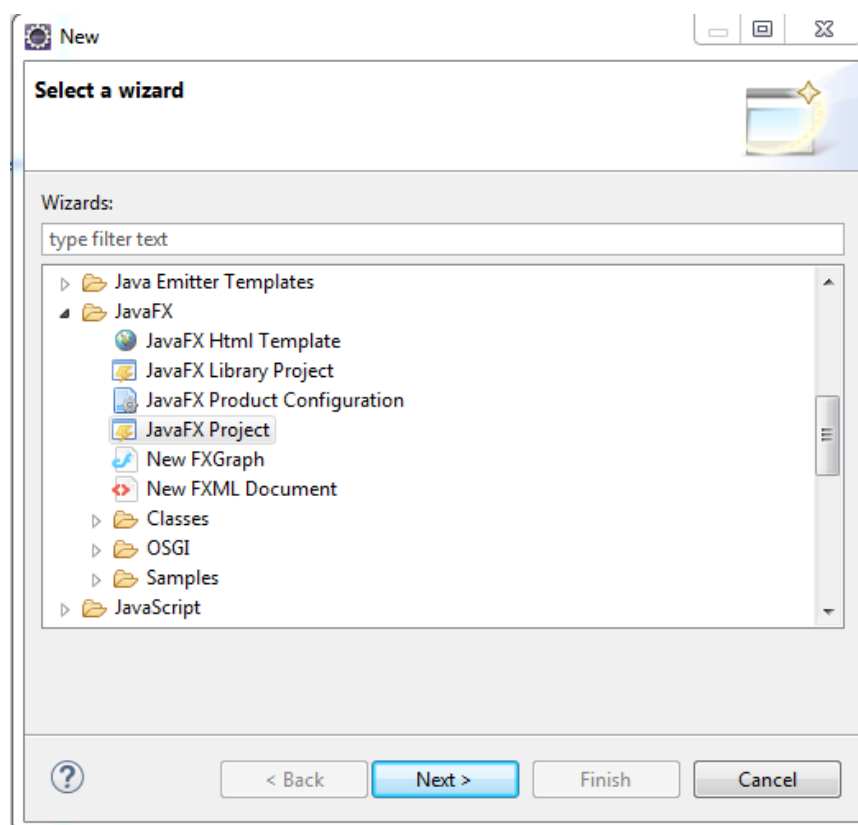 New
Select a wizard
Wizards:
type filter text
Java Emitter Templates
JavaFX
JavaFX Html Template
JavaFX Library Project
JavaFX Product Configuration
JavaFX Project
New FXGraph
New FXML Document
Classes
OSGI
Samples
JavaScript
?
< Back Next > Finish Cancel